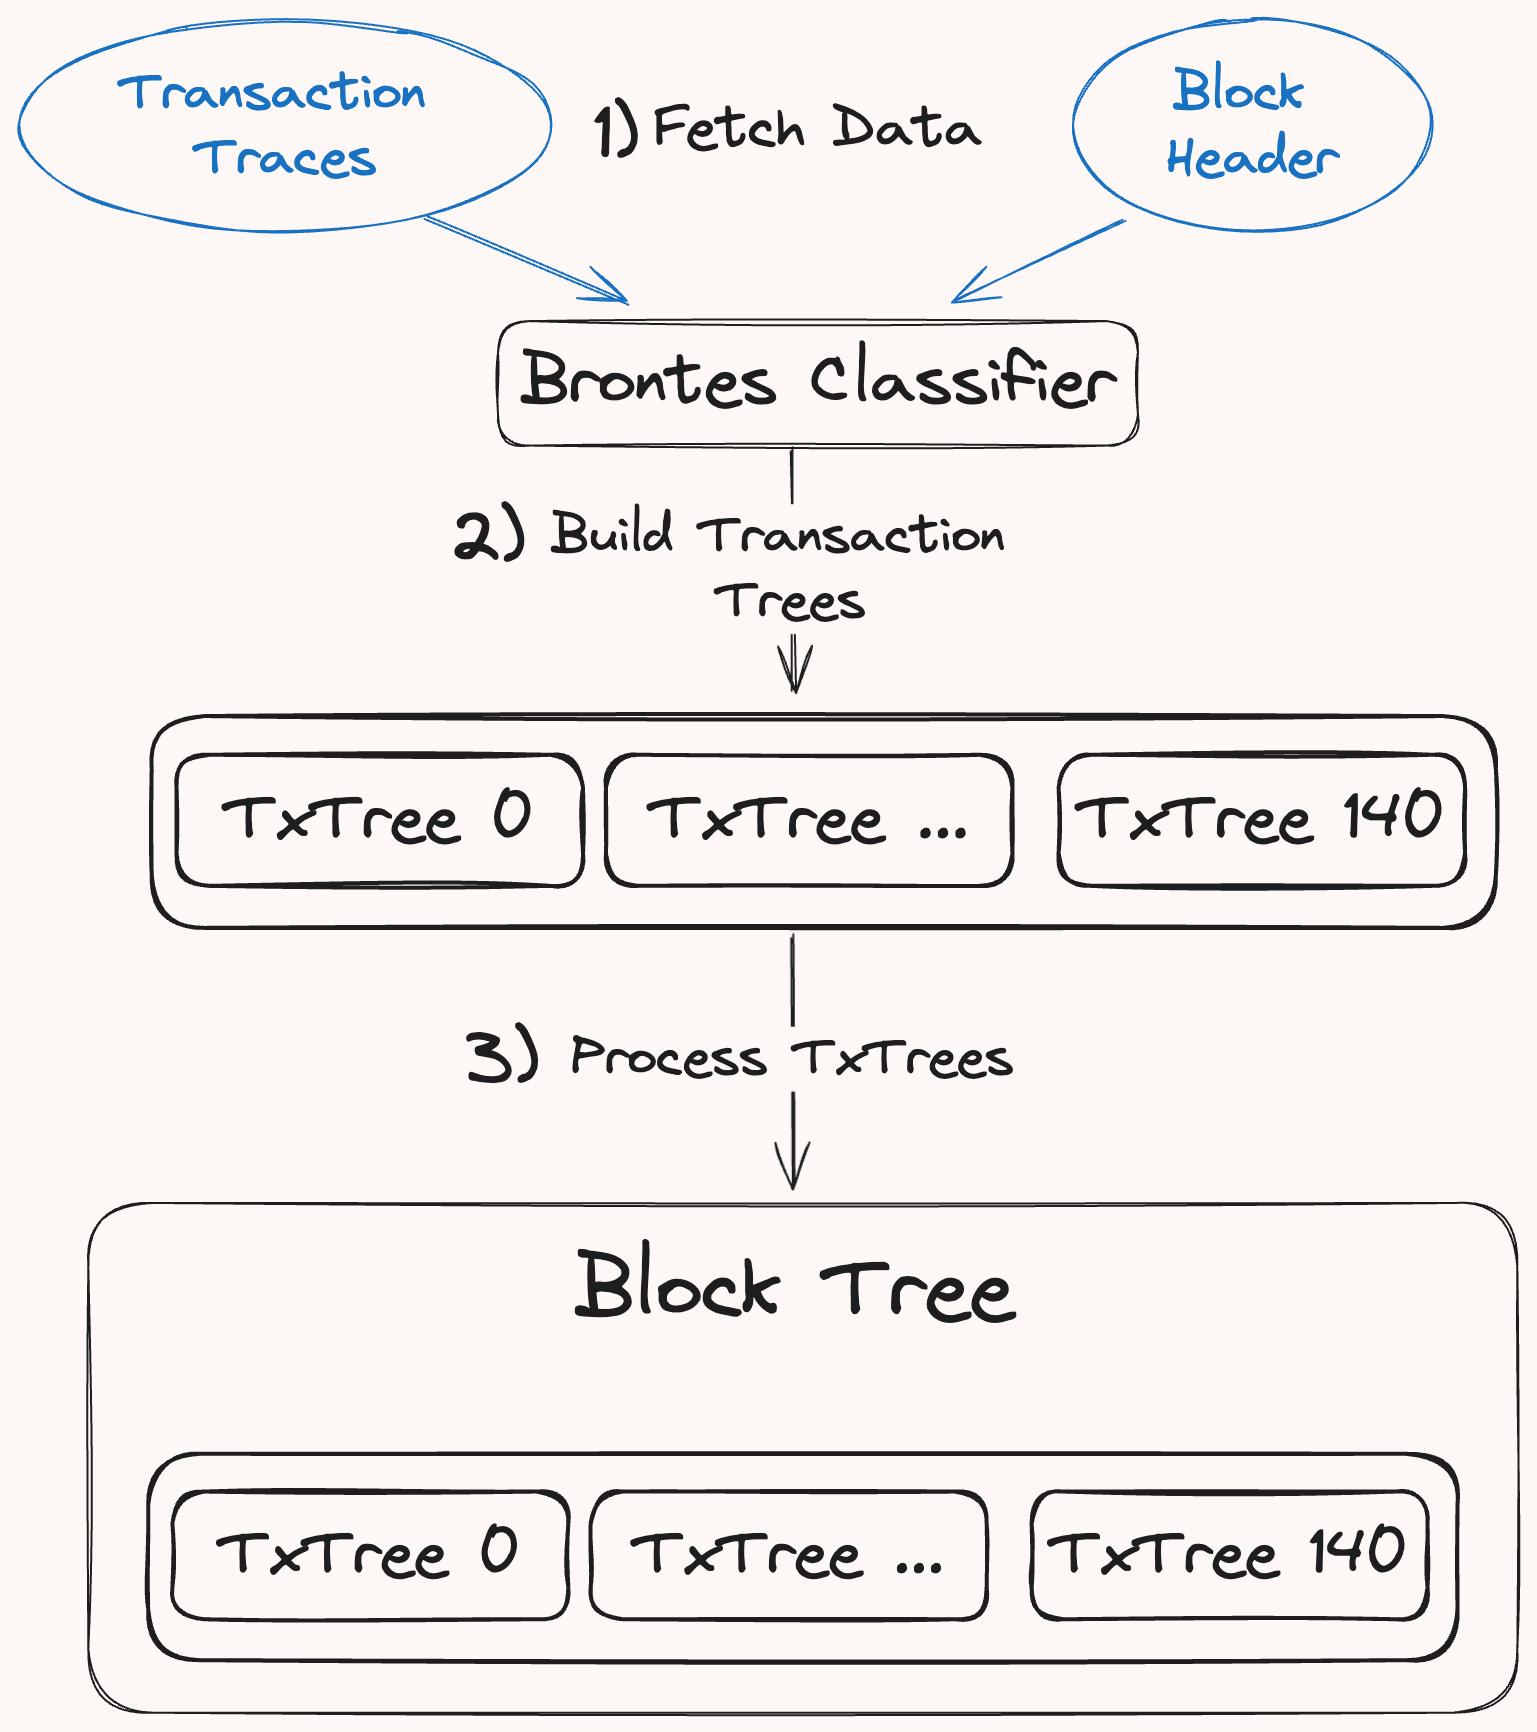 Transaction
Traces
1) Fetch Data
Block
Header
Brontes Classifier
2) Build Transaction
Trees
TxTree 0
TxTree ...
TxTree 140
3) Process TxTrees
Block Tree
TxTree 0
TxTree ...
TxTree 140